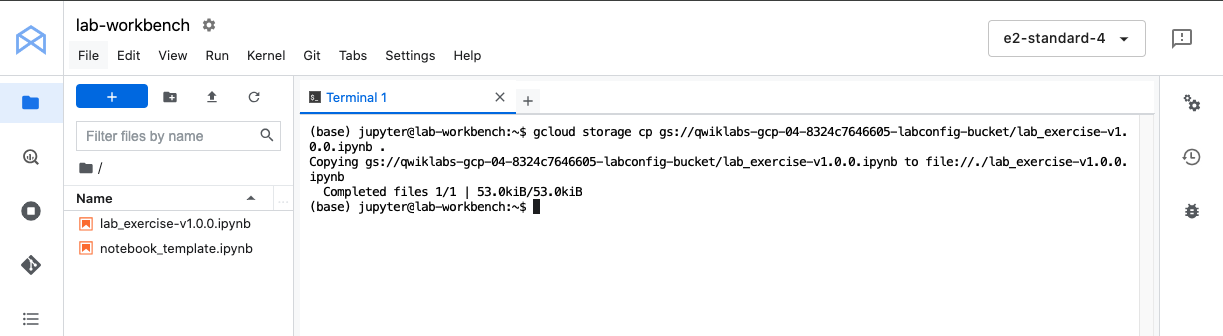 lab-workbench
File Edit View Run Kernel Git Tabs Settings Help
e2-standard-4
+
Filter files by name
/
Name
...
lab_exercise-v1.0.0.ipynb
notebook_template.ipynb
Terminal 1
(base) jupyter@lab-workbench:~$ gcloud storage cp gs://qwiklabs-gcp-04-8324c7646605-labconfig-bucket/lab_exercise-v1.
0.0.ipynb .
Copying gs://qwiklabs-gcp-04-8324c7646605-labconfig-bucket/lab_exercise-v1.0.0.ipynb to file://./lab_exercise-v1.0.0.
ipynb
Completed files 1/1 | 53.0kiB/53.0kiB
(base) jupyter@lab-workbench:~$